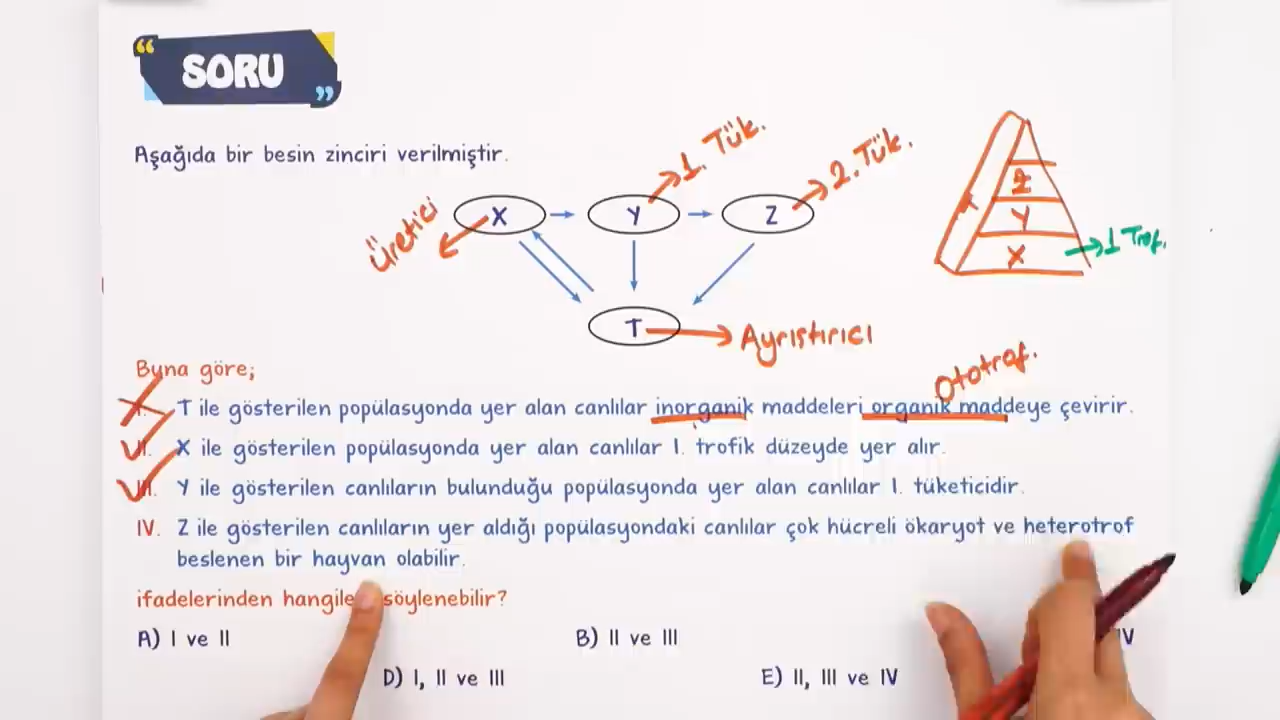 SORU
Aşağıda bir besin zinciri verilmiştir.
1. Tük.
2. Tük.
Üretici
X
Y
Z
Z
Y
X
1 Trof.
T
Ayrıştırıcı
Buna göre;
Ototrof.
I. T ile gösterilen popülasyonda yer alan canlılar inorganik maddeleri organik maddeye çevirir.
II. X ile gösterilen popülasyonda yer alan canlılar 1. trofik düzeyde yer alır.
III. Y ile gösterilen canlıların bulunduğu popülasyonda yer alan canlılar 1. tüketicidir.
IV. Z ile gösterilen canlıların yer aldığı popülasyondaki canlılar çok hücreli ökaryot ve heterotrof
beslenen bir hayvan olabilir.
ifadelerinden söylenebilir?
A) I ve II
B) II ve III
IV
D) I, II ve III
E) II, III ve IV